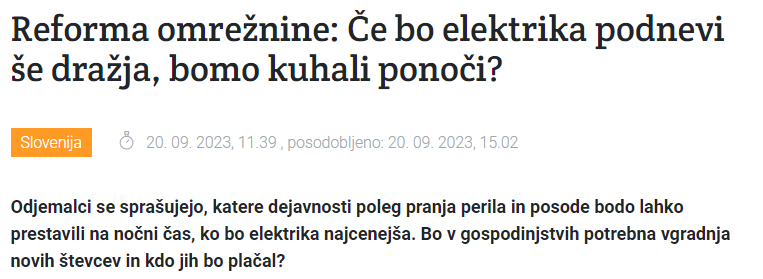 Reforma omrežnine: Če bo elektrika podnevi
še dražja, bomo kuhali ponoči?
Slovenija 20. 09. 2023, 11.39 , posodobljeno: 20. 09. 2023, 15.02
Odjemalci se sprašujejo, katere dejavnosti poleg pranja perila in posode bodo lahko
prestavili na nočni čas, ko bo elektrika najcenejša. Bo v gospodinjstvih potrebna vgradnja
novih števcev in kdo jih bo plačal?